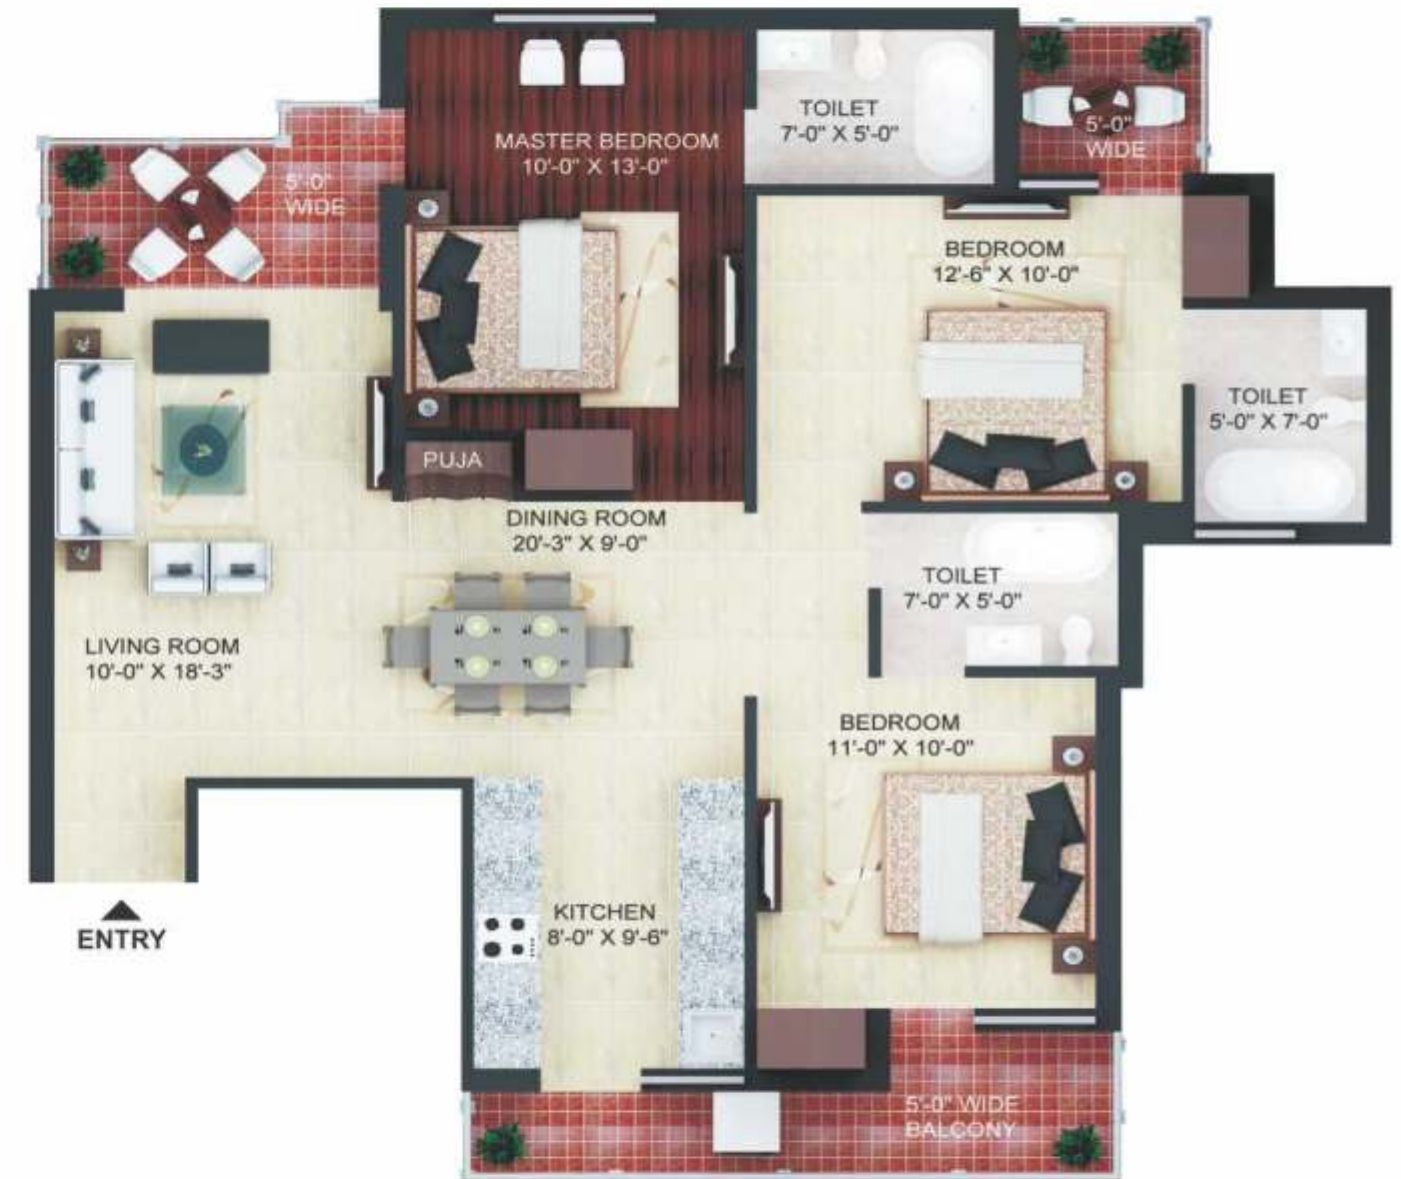 TOILET
7'-0" X 5'-0"
5'-0"
WIDE
MASTER BEDROOM
10'-0" X 13'-0"
5'-0"
WIDE
BEDROOM
12'-6" X 10'-0"
TOILET
5'-0" X 7'-0"
PUJA
DINING ROOM
20'-3" X 9'-0"
TOILET
7'-0" X 5'-0"
LIVING ROOM
10'-0" X 18'-3"
BEDROOM
11'-0" X 10'-0"
KITCHEN
8'-0" X 9'-6"
ENTRY
5'-0" WIDE
BALCONY